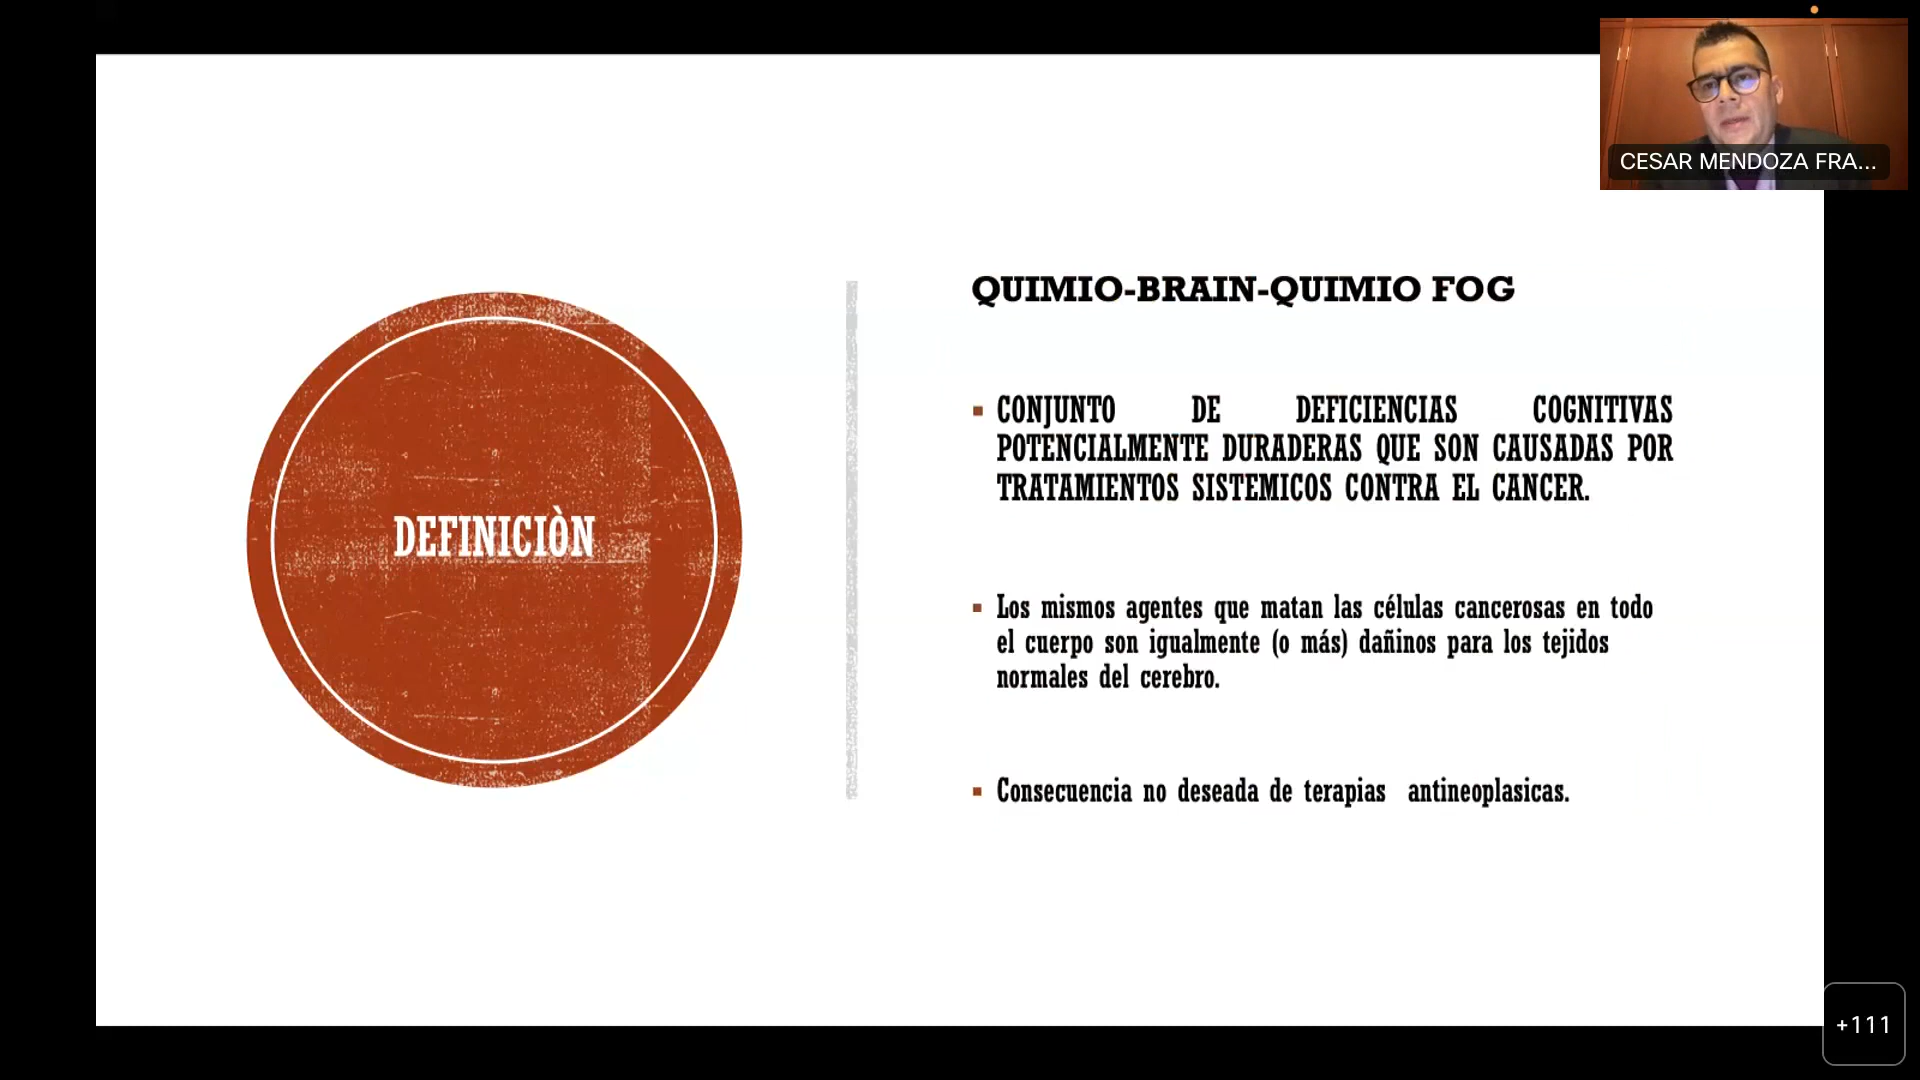 CESAR MENDOZA FRA...
DEFINICIÒN
QUIMIO-BRAIN-QUIMIO FOG
▪ CONJUNTO DE DEFICIENCIAS COGNITIVAS
POTENCIALMENTE DURADERAS QUE SON CAUSADAS POR
TRATAMIENTOS SISTEMICOS CONTRA EL CANCER.
▪ Los mismos agentes que matan las células cancerosas en todo
el cuerpo son igualmente (o más) dañinos para los tejidos
normales del cerebro.
▪ Consecuencia no deseada de terapias antineoplasicas.
+111